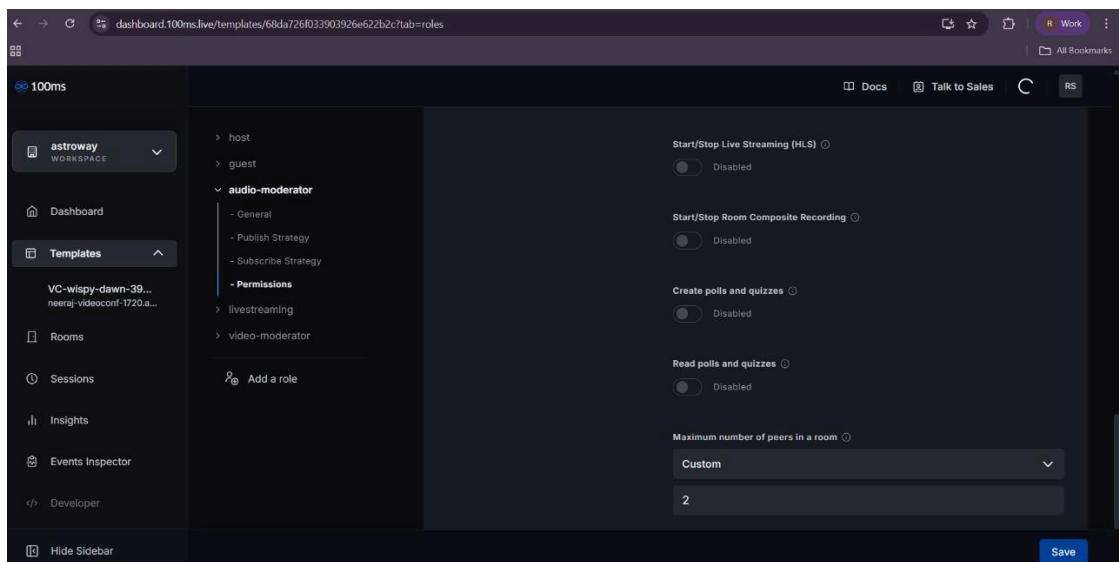 dashboard.100ms.live/templates/68da726f033903926e622b2c?tab=roles
R Work
All Bookmarks
100ms
Docs
Talk to Sales
RS
astroway
WORKSPACE
Dashboard
Templates
VC-wispy-dawn-39...
neeraj-videoconf-1720.a...
Rooms
Sessions
Insights
Events Inspector
Developer
Hide Sidebar
> host
> guest
audio-moderator
- General
- Publish Strategy
- Subscribe Strategy
- Permissions
> livestreaming
> video-moderator
Add a role
Start/Stop Live Streaming (HLS)
Disabled
Start/Stop Room Composite Recording
Disabled
Create polls and quizzes
Disabled
Read polls and quizzes
Disabled
Maximum number of peers in a room
Custom
2
Save